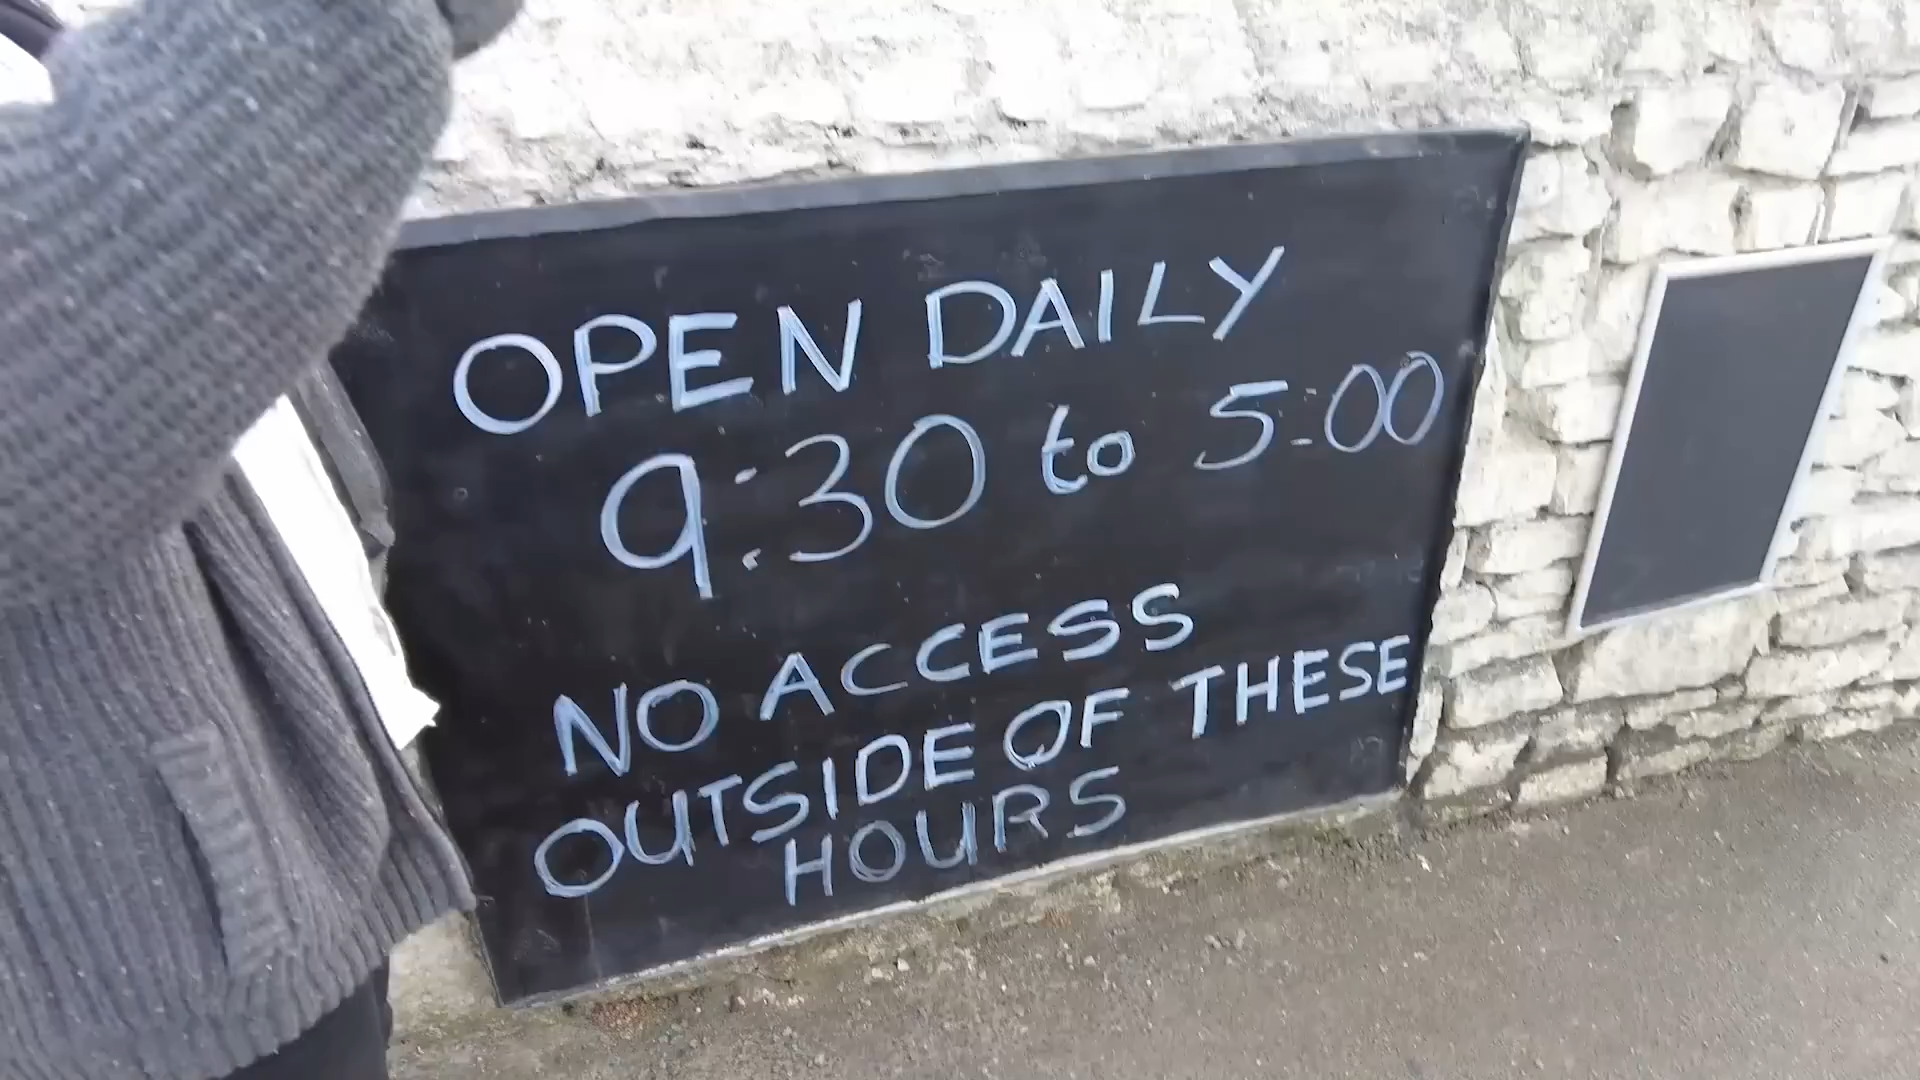 OPEN DAILY
9:30 to 5:00
NO ACCESS
OUTSIDE OF THESE
HOURS